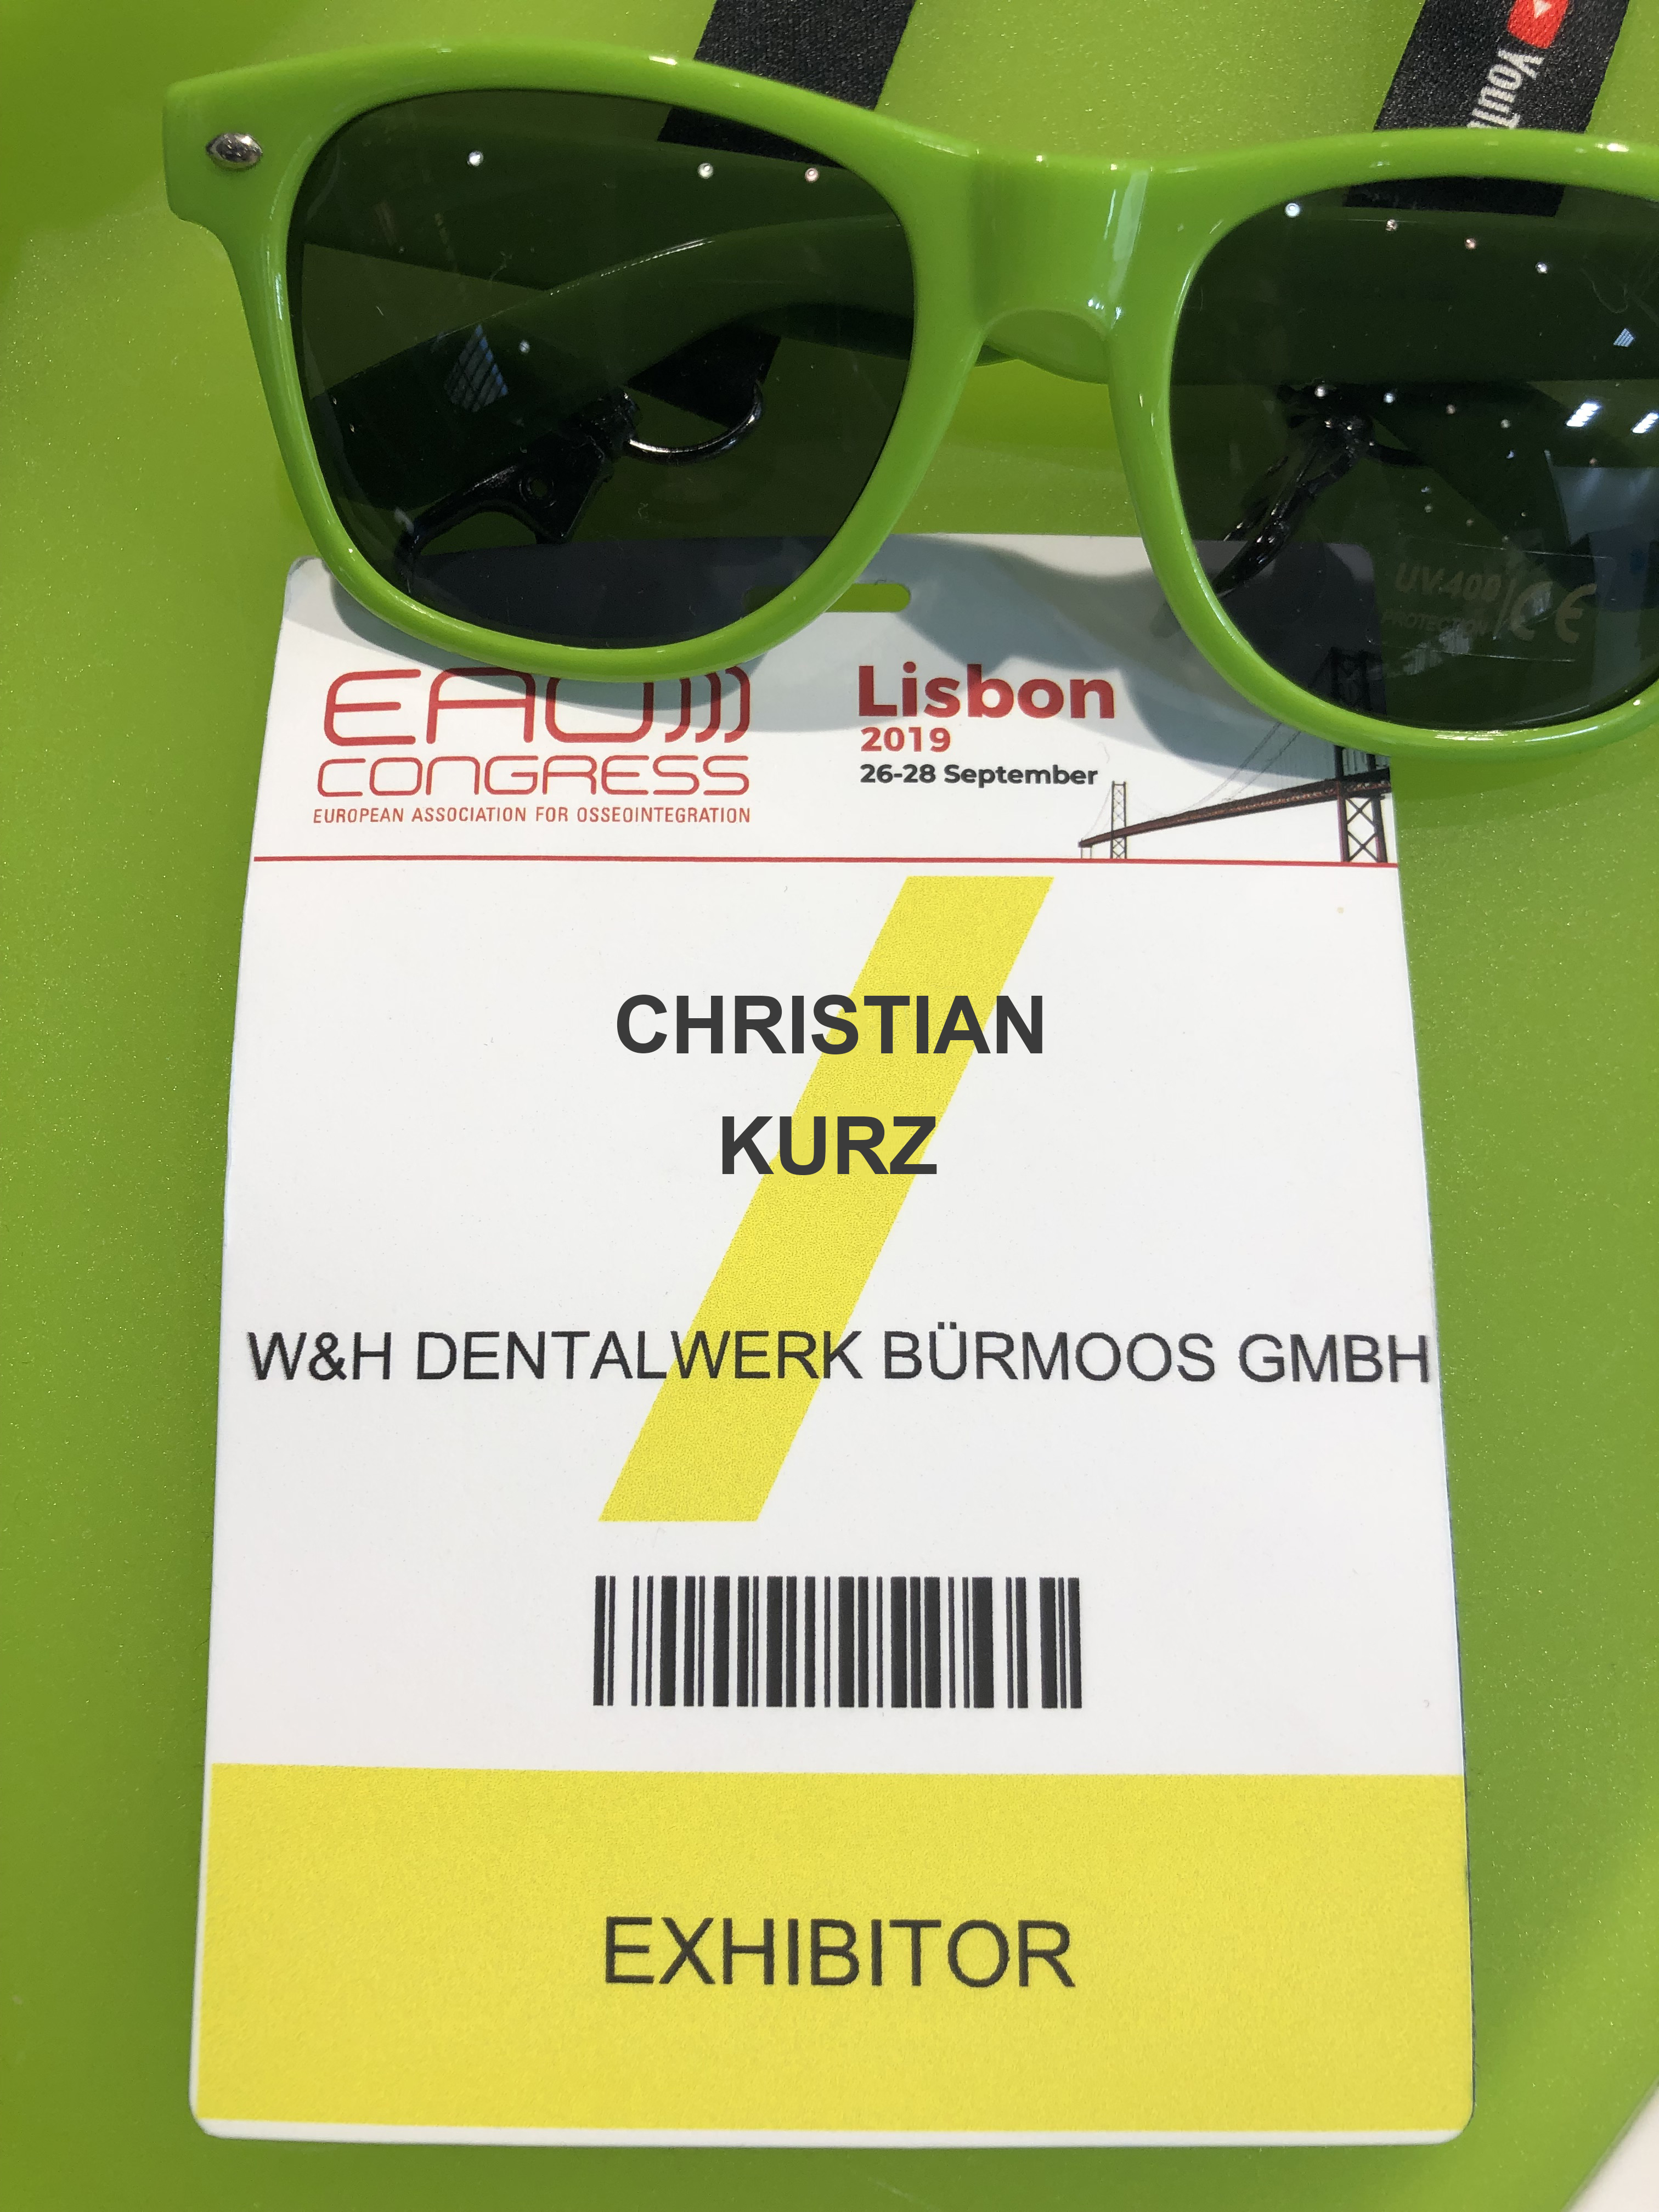 UV400
PROTECTION
CE
EAO
Lisbon
CONGRESS
2019
26-28 September
EUROPEAN ASSOCIATION FOR OSSEOINTEGRATION
CHRISTIAN
KURZ
W&H DENTALWERK BÜRMOOS GMBH
EXHIBITOR